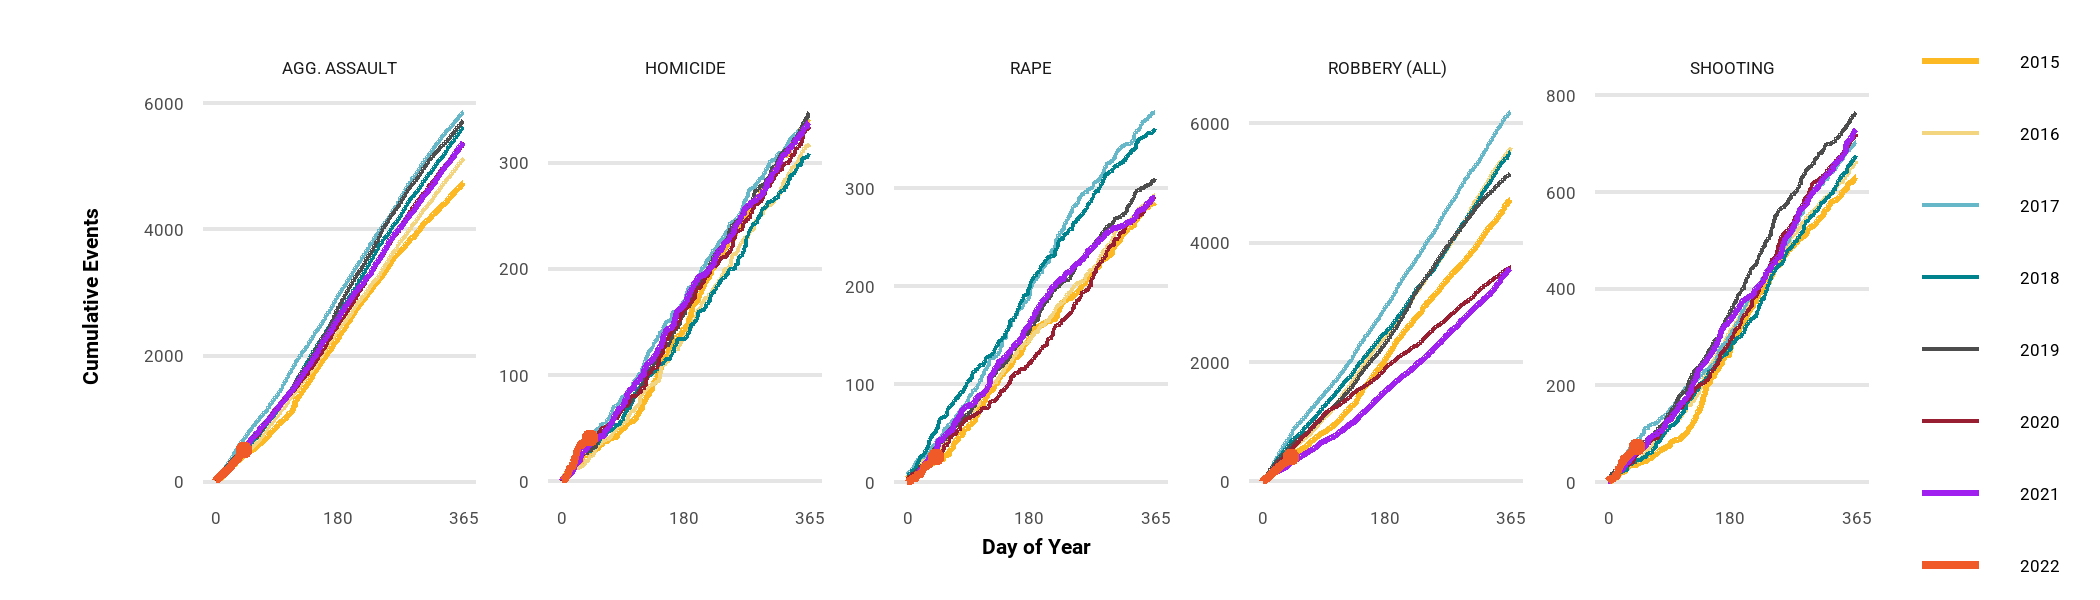 AGG. ASSAULT
HOMICIDE
RAPE
ROBBERY (ALL)
SHOOTING
Cumulative Events
6000
4000
2000
0
300
200
100
0
300
200
100
0
6000
4000
2000
0
800
600
400
200
0
0 180 365
0 180 365
0 180 365
0 180 365
0 180 365
Day of Year
2015
2016
2017
2018
2019
2020
2021
2022